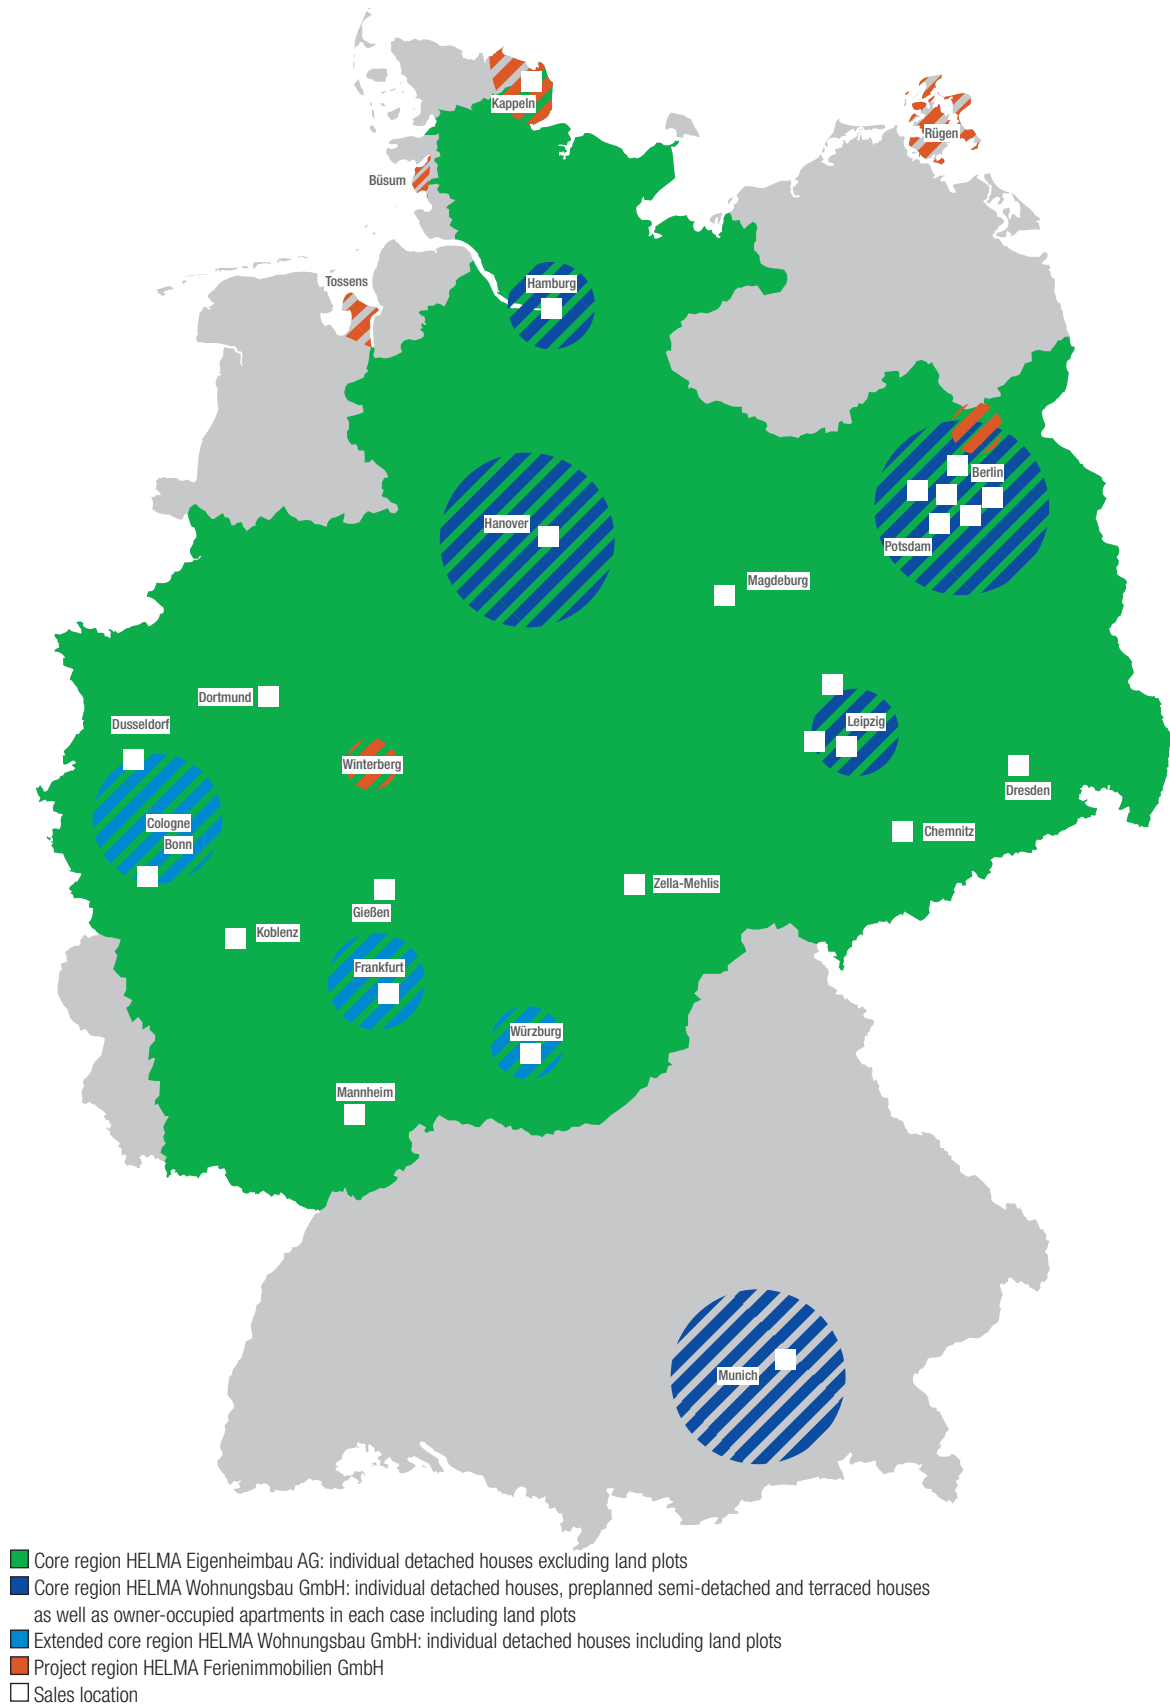 Kappeln
Rügen
Büsum
Tossens
Hamburg
Berlin
Hanover
Potsdam
Magdeburg
Dortmund
Dusseldorf
Leipzig
Winterberg
Dresden
Cologne
Chemnitz
Bonn
Zella-Mehlis
Gießen
Koblenz
Frankfurt
Würzburg
Mannheim
Munich
Core region HELMA Eigenheimbau AG: individual detached houses excluding land plots
Core region HELMA Wohnungsbau GmbH: individual detached houses, preplanned semi-detached and terraced houses
as well as owner-occupied apartments in each case including land plots
Extended core region HELMA Wohnungsbau GmbH: individual detached houses including land plots
Project region HELMA Ferienimmobilien GmbH
Sales location